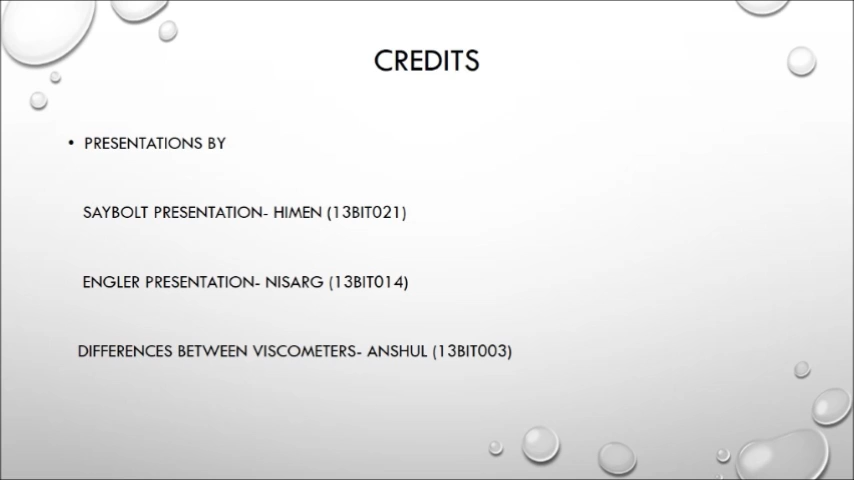 CREDITS
• PRESENTATIONS BY
SAYBOLT PRESENTATION- HIMEN (13BIT021)
ENGLER PRESENTATION- NISARG (13BIT014)
DIFFERENCES BETWEEN VISCOMETERS- ANSHUL (13BIT003)